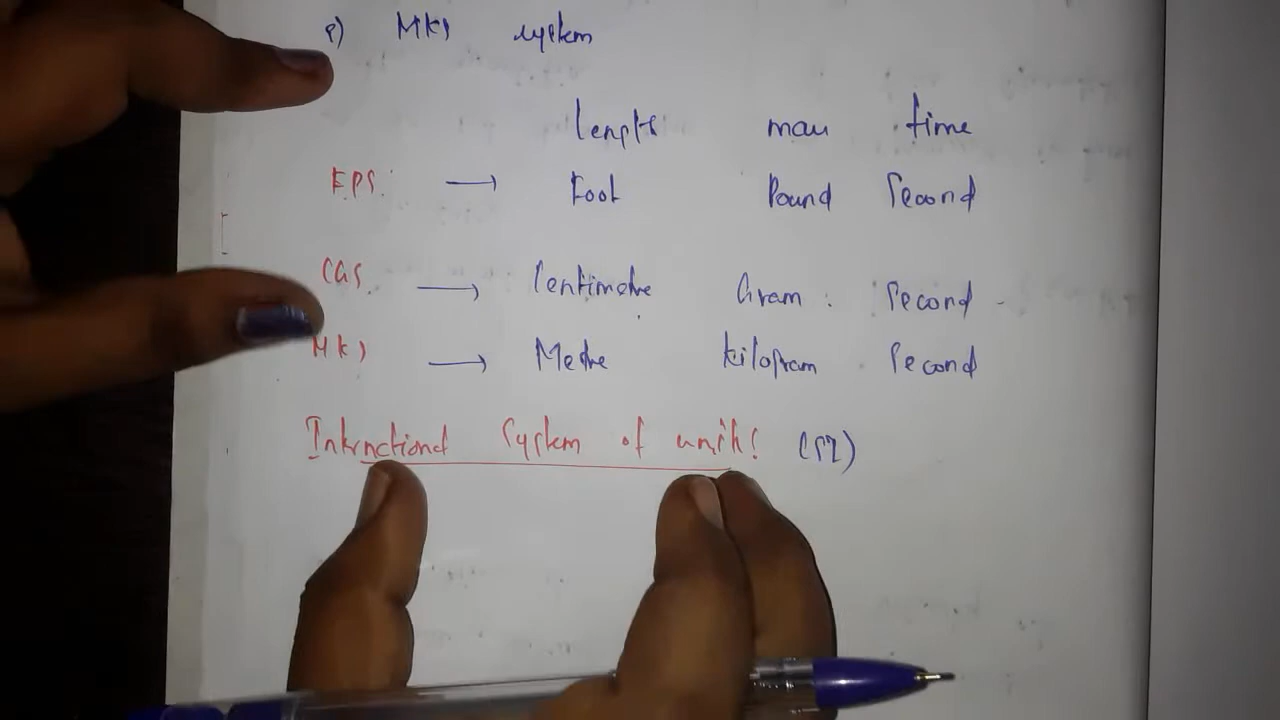 MKS system
length mass time
FPS → Foot Pound Second
CGS → Centimetre Gram Second
MKS → Metre kilogram Second
International System of units (SI)